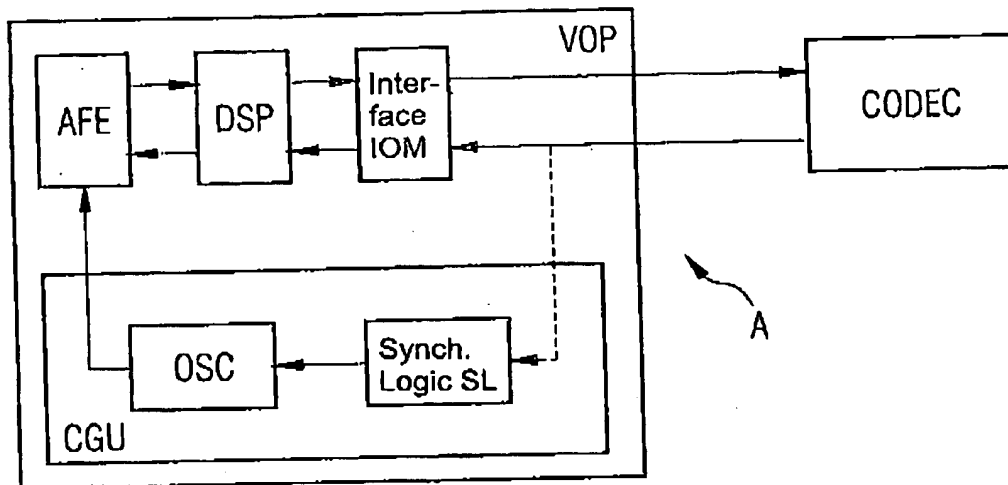 VOP
AFE
DSP
Inter-
face
IOM
CODEC
A
OSC
Synch.
Logic SL
CGU